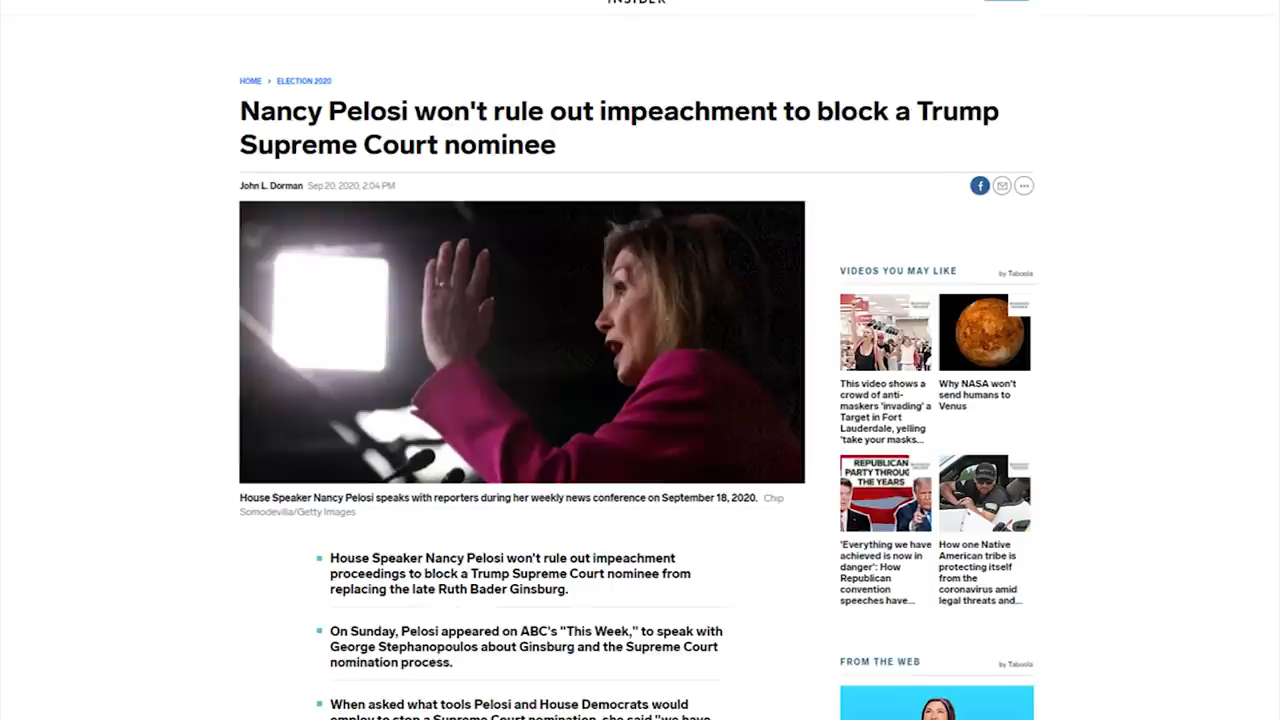 INSIDER
HOME > ELECTION 2020
Nancy Pelosi won't rule out impeachment to block a Trump
Supreme Court nominee
John L. Dorman Sep 20, 2020, 2:04 PM
House Speaker Nancy Pelosi speaks with reporters during her weekly news conference on September 18, 2020. Chip
Somodevilla/Getty Images
House Speaker Nancy Pelosi won't rule out impeachment
proceedings to block a Trump Supreme Court nominee from
replacing the late Ruth Bader Ginsburg.
On Sunday, Pelosi appeared on ABC's "This Week," to speak with
George Stephanopoulos about Ginsburg and the Supreme Court
nomination process.
When asked what tools Pelosi and House Democrats would
employ to stop a Supreme Court nomination, she said "we have
VIDEOS YOU MAY LIKE
by Taboola
This video shows a
crowd of anti-
maskers 'invading' a
Target in Fort
Lauderdale, yelling
'take your masks...
Why NASA won't
send humans to
Venus
REPUBLICAN
PARTY THROUG
THE YEARS
'Everything we have
achieved is now in
danger': How
Republican
convention
speeches have...
How one Native
American tribe is
protecting itself
from the
coronavirus amid
legal threats and...
FROM THE WEB
by Taboola